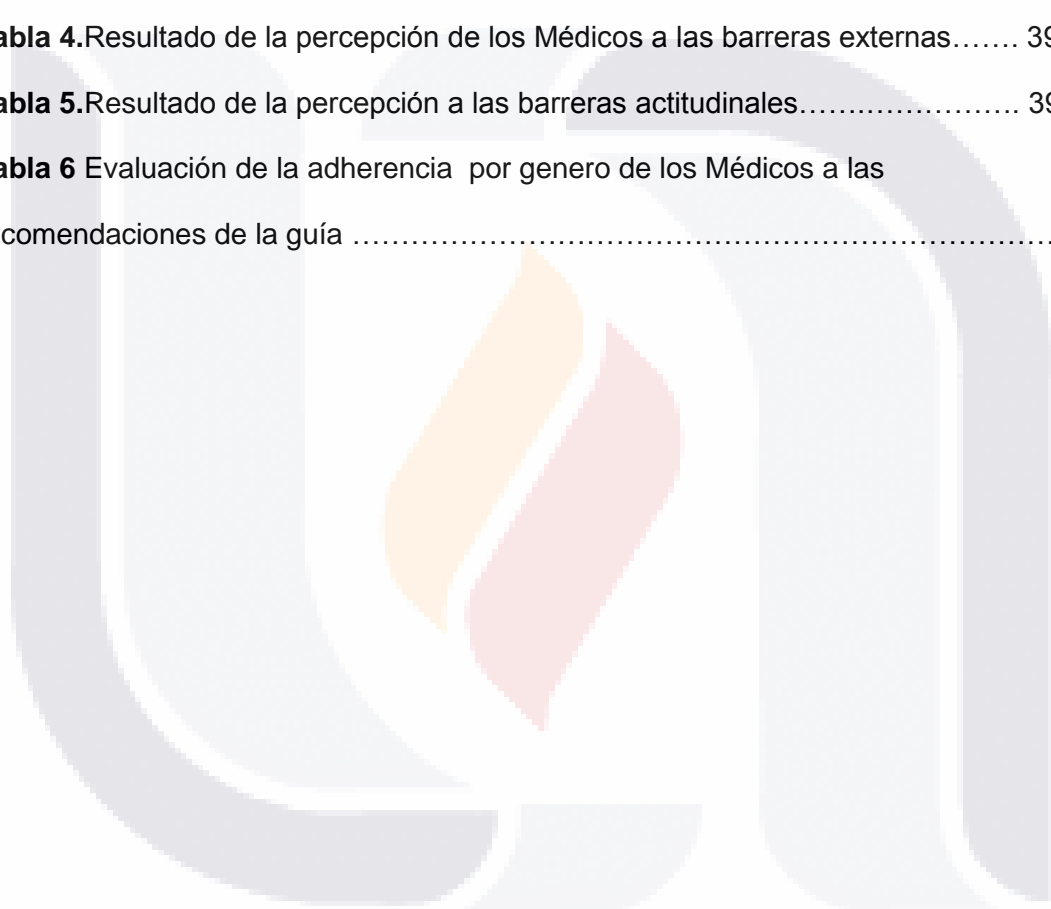 abla 4.Resultado de la percepción de los Médicos a las barreras externas……. 39
abla 5.Resultado de la percepción a las barreras actitudinales…….…..…………. 39
abla 6 Evaluación de la adherencia  por genero de los Médicos a las
comendaciones de la guía ……………………………………………………………………